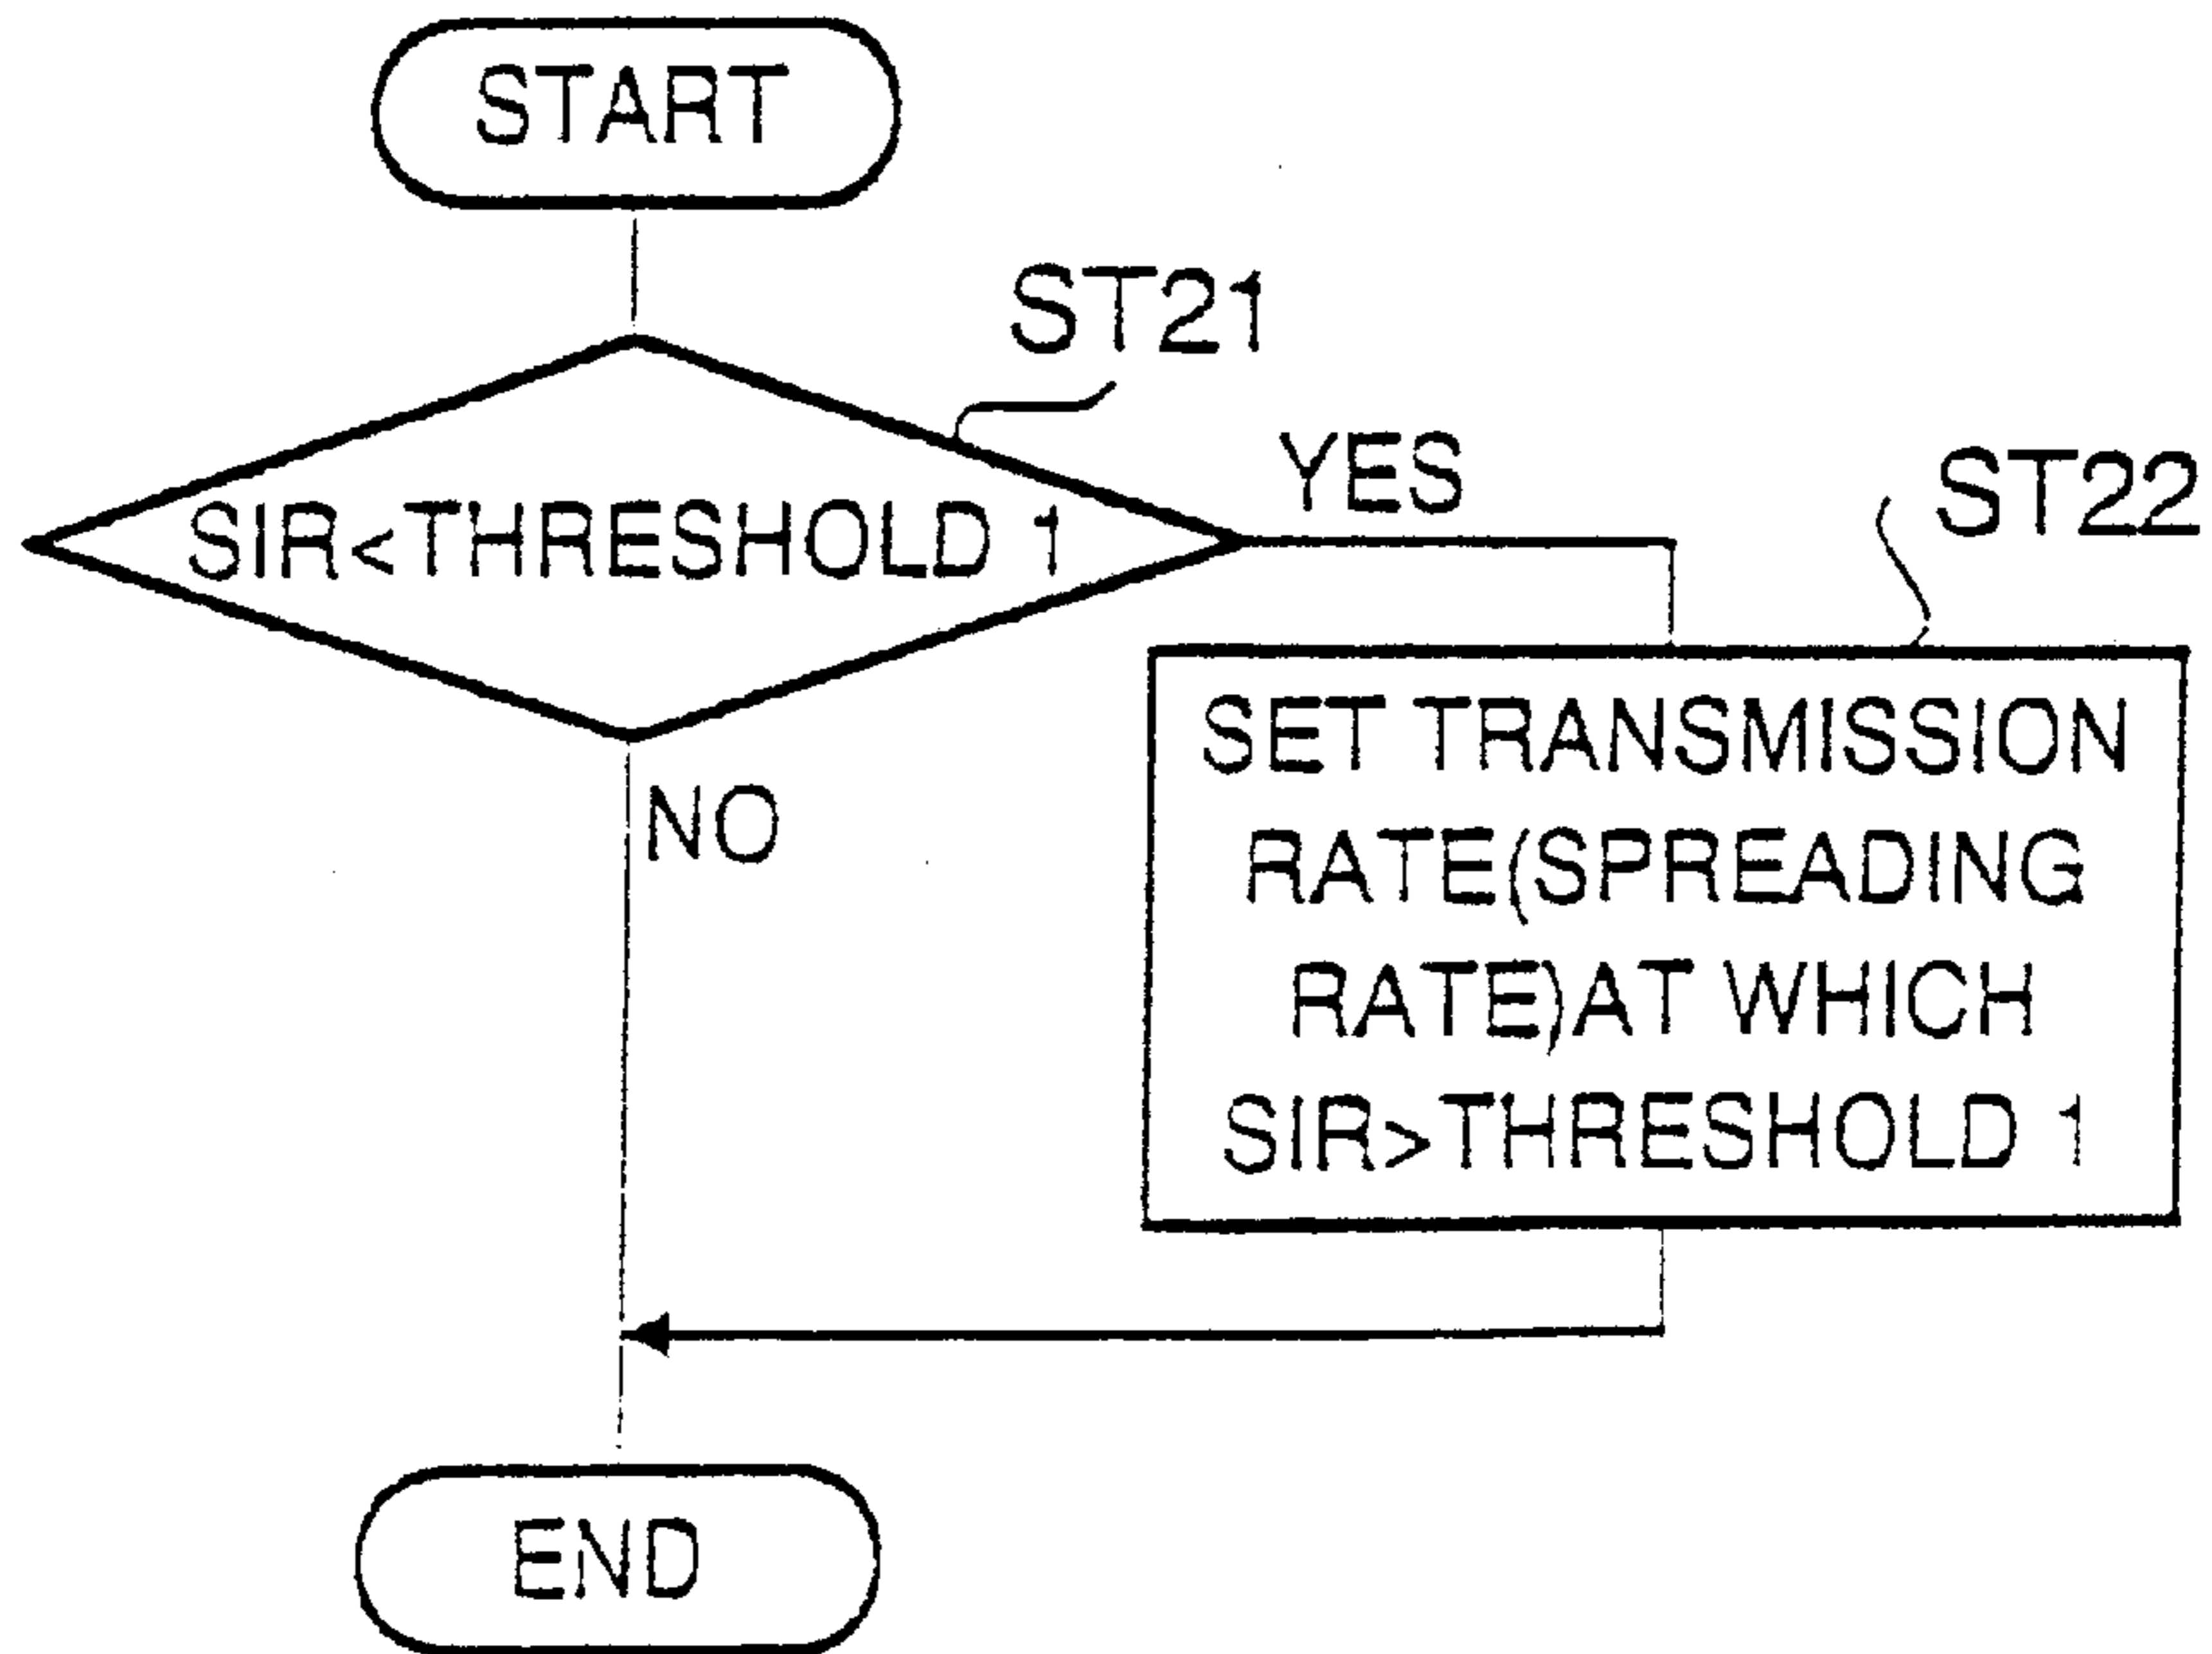 START
ST21
SIR<THRESHOLD 1
YES
ST22
SET TRANSMISSION
RATE(SPREADING
RATE)AT WHICH
SIR>THRESHOLD 1
NO
END